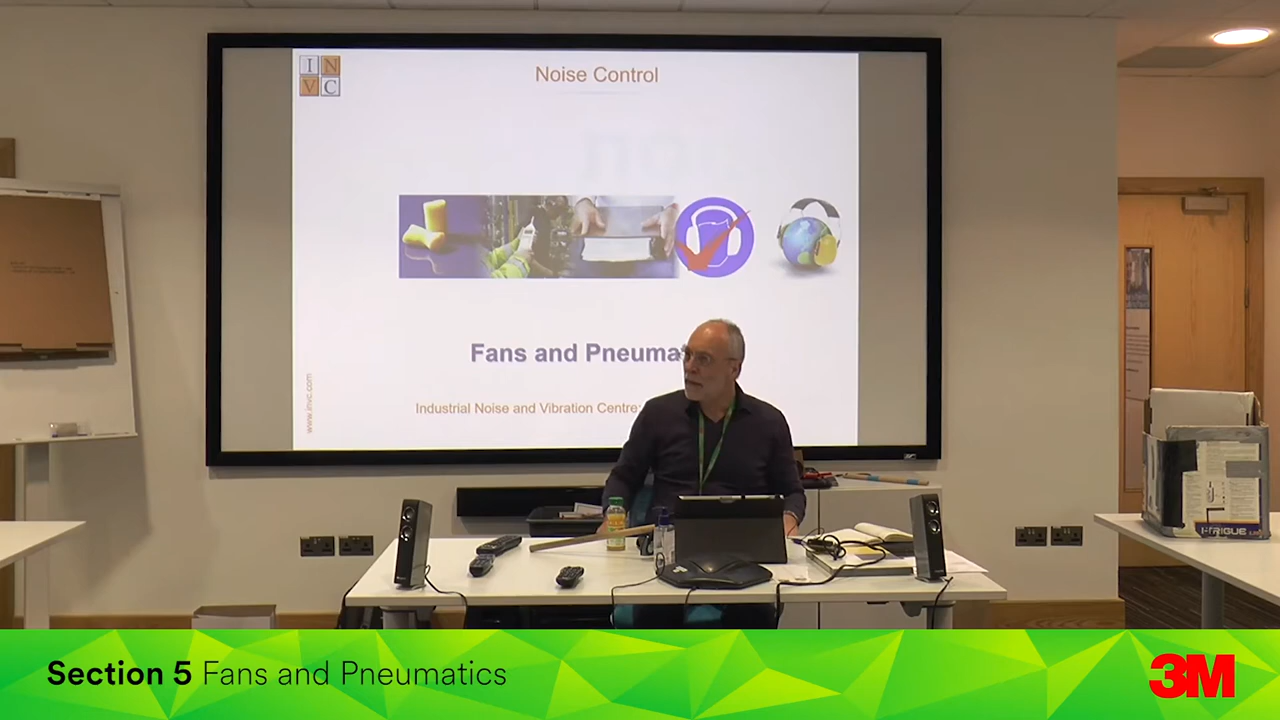 I N
V C
Noise Control
Fans and Pneuma
Industrial Noise and Vibration Centre:
www.invc.com
I-TRIGUE
Section 5 Fans and Pneumatics
3M